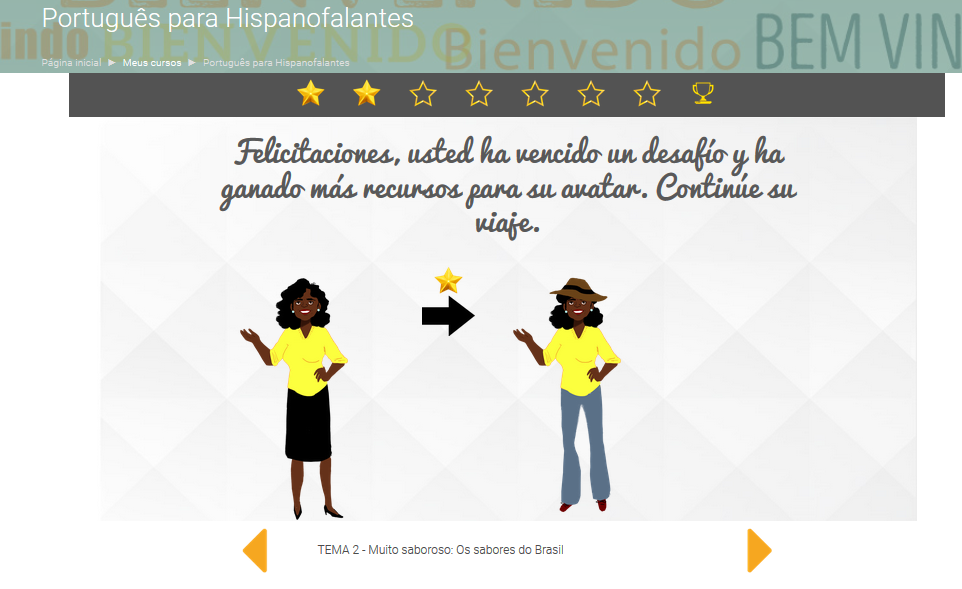 Português para Hispanofalantes
indo BIENVENIDO Bienvenido BEM VIN
Página inicial ► Meus cursos ► Português para Hispanofalantes
Felicitaciones, usted ha vencido un desafío y ha
ganado más recursos para su avatar. Continúe su
viaje.
TEMA 2 - Muito saboroso: Os sabores do Brasil